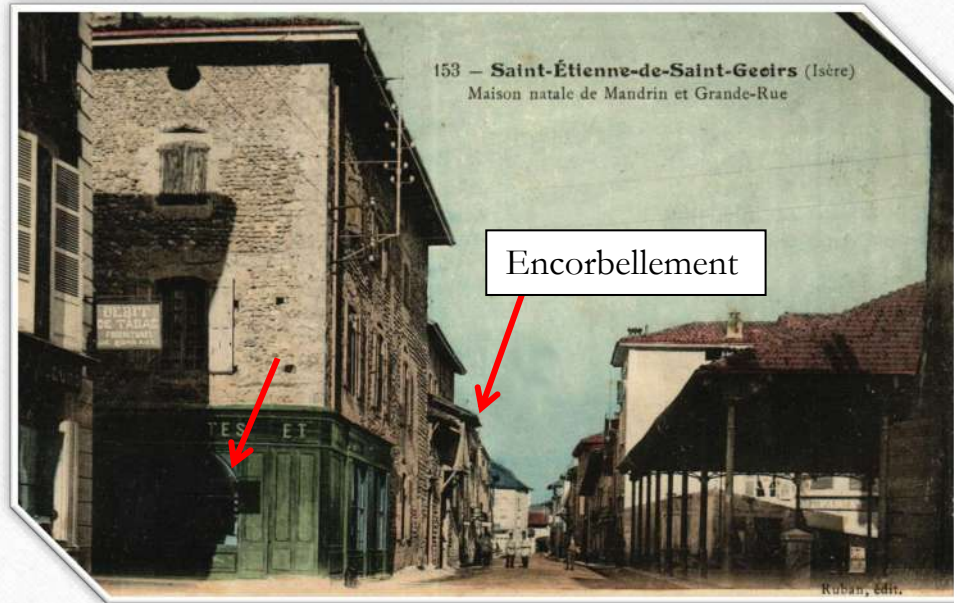 153 – Saint-Étienne-de-Saint-Geoirs (Isère)
Maison natale de Mandrin et Grande-Rue
Encorbellement
DEBIT
DE TABAC
TES ET
Ruban, édit.